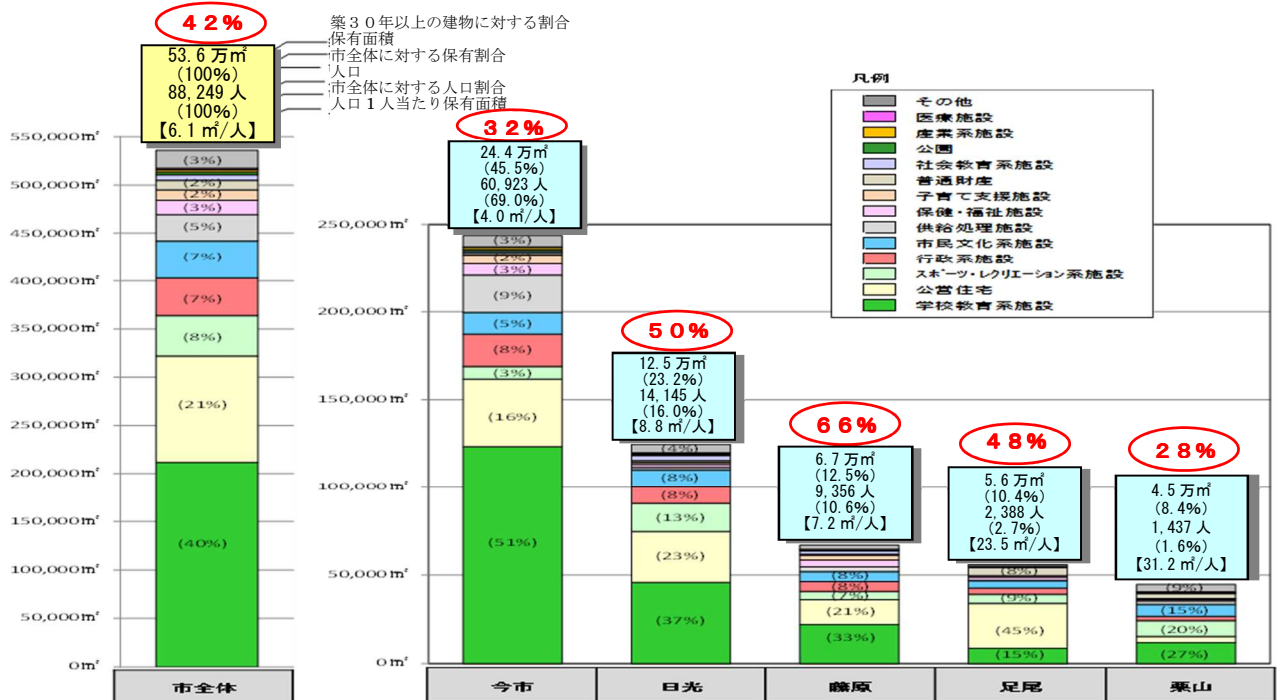 ４２％
築３０年以上の建物に対する割合
保有面積
市全体に対する保有割合
人口
市全体に対する人口割合
人口１人当たり保有面積
53.6 万㎡
(100%)
88,249 人
(100%)
【6.1 ㎡/人】
550,000㎡
500,000㎡
450,000㎡
400,000㎡
350,000㎡
300,000㎡
250,000㎡
200,000㎡
150,000㎡
100,000㎡
50,000㎡
0㎡
(3%)
(2%)
(2%)
(3%)
(5%)
(7%)
(7%)
(8%)
(21%)
(40%)
市全体
凡例
その他
医療施設
産業系施設
公園
社会教育系施設
普通財産
子育て支援施設
保健・福祉施設
供給処理施設
市民文化系施設
行政系施設
スポーツ・レクリエーション系施設
公営住宅
学校教育系施設
250,000㎡
200,000㎡
150,000㎡
100,000㎡
50,000㎡
0㎡
３２％
24.4 万㎡
(45.5%)
60,923 人
(69.0%)
【4.0 ㎡/人】
(3%)
(2%)
(3%)
(9%)
(5%)
(8%)
(3%)
(16%)
(51%)
今市
５０％
12.5 万㎡
(23.2%)
14,145 人
(16.0%)
【8.8 ㎡/人】
(4%)
(8%)
(8%)
(13%)
(23%)
(37%)
日光
６６％
6.7 万㎡
(12.5%)
9,356 人
(10.6%)
【7.2 ㎡/人】
(8%)
(8%)
(7%)
(21%)
(33%)
藤原
４８％
5.6 万㎡
(10.4%)
2,388 人
(2.7%)
【23.5 ㎡/人】
(8%)
(9%)
(45%)
(15%)
足尾
２８％
4.5 万㎡
(8.4%)
1,437 人
(1.6%)
【31.2 ㎡/人】
(9%)
(15%)
(20%)
(27%)
栗山